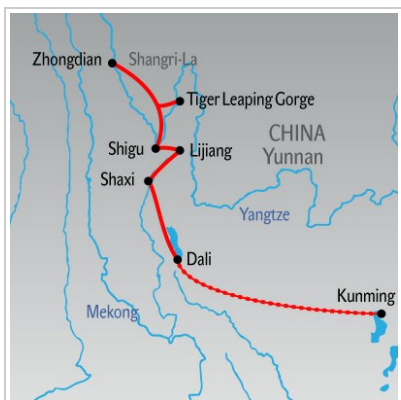 Zhongdian
Shangri-La
Tiger Leaping Gorge
CHINA
Yunnan
Shigu
Lijiang
Shaxi
Yangtze
Dali
Kunming
Mekong